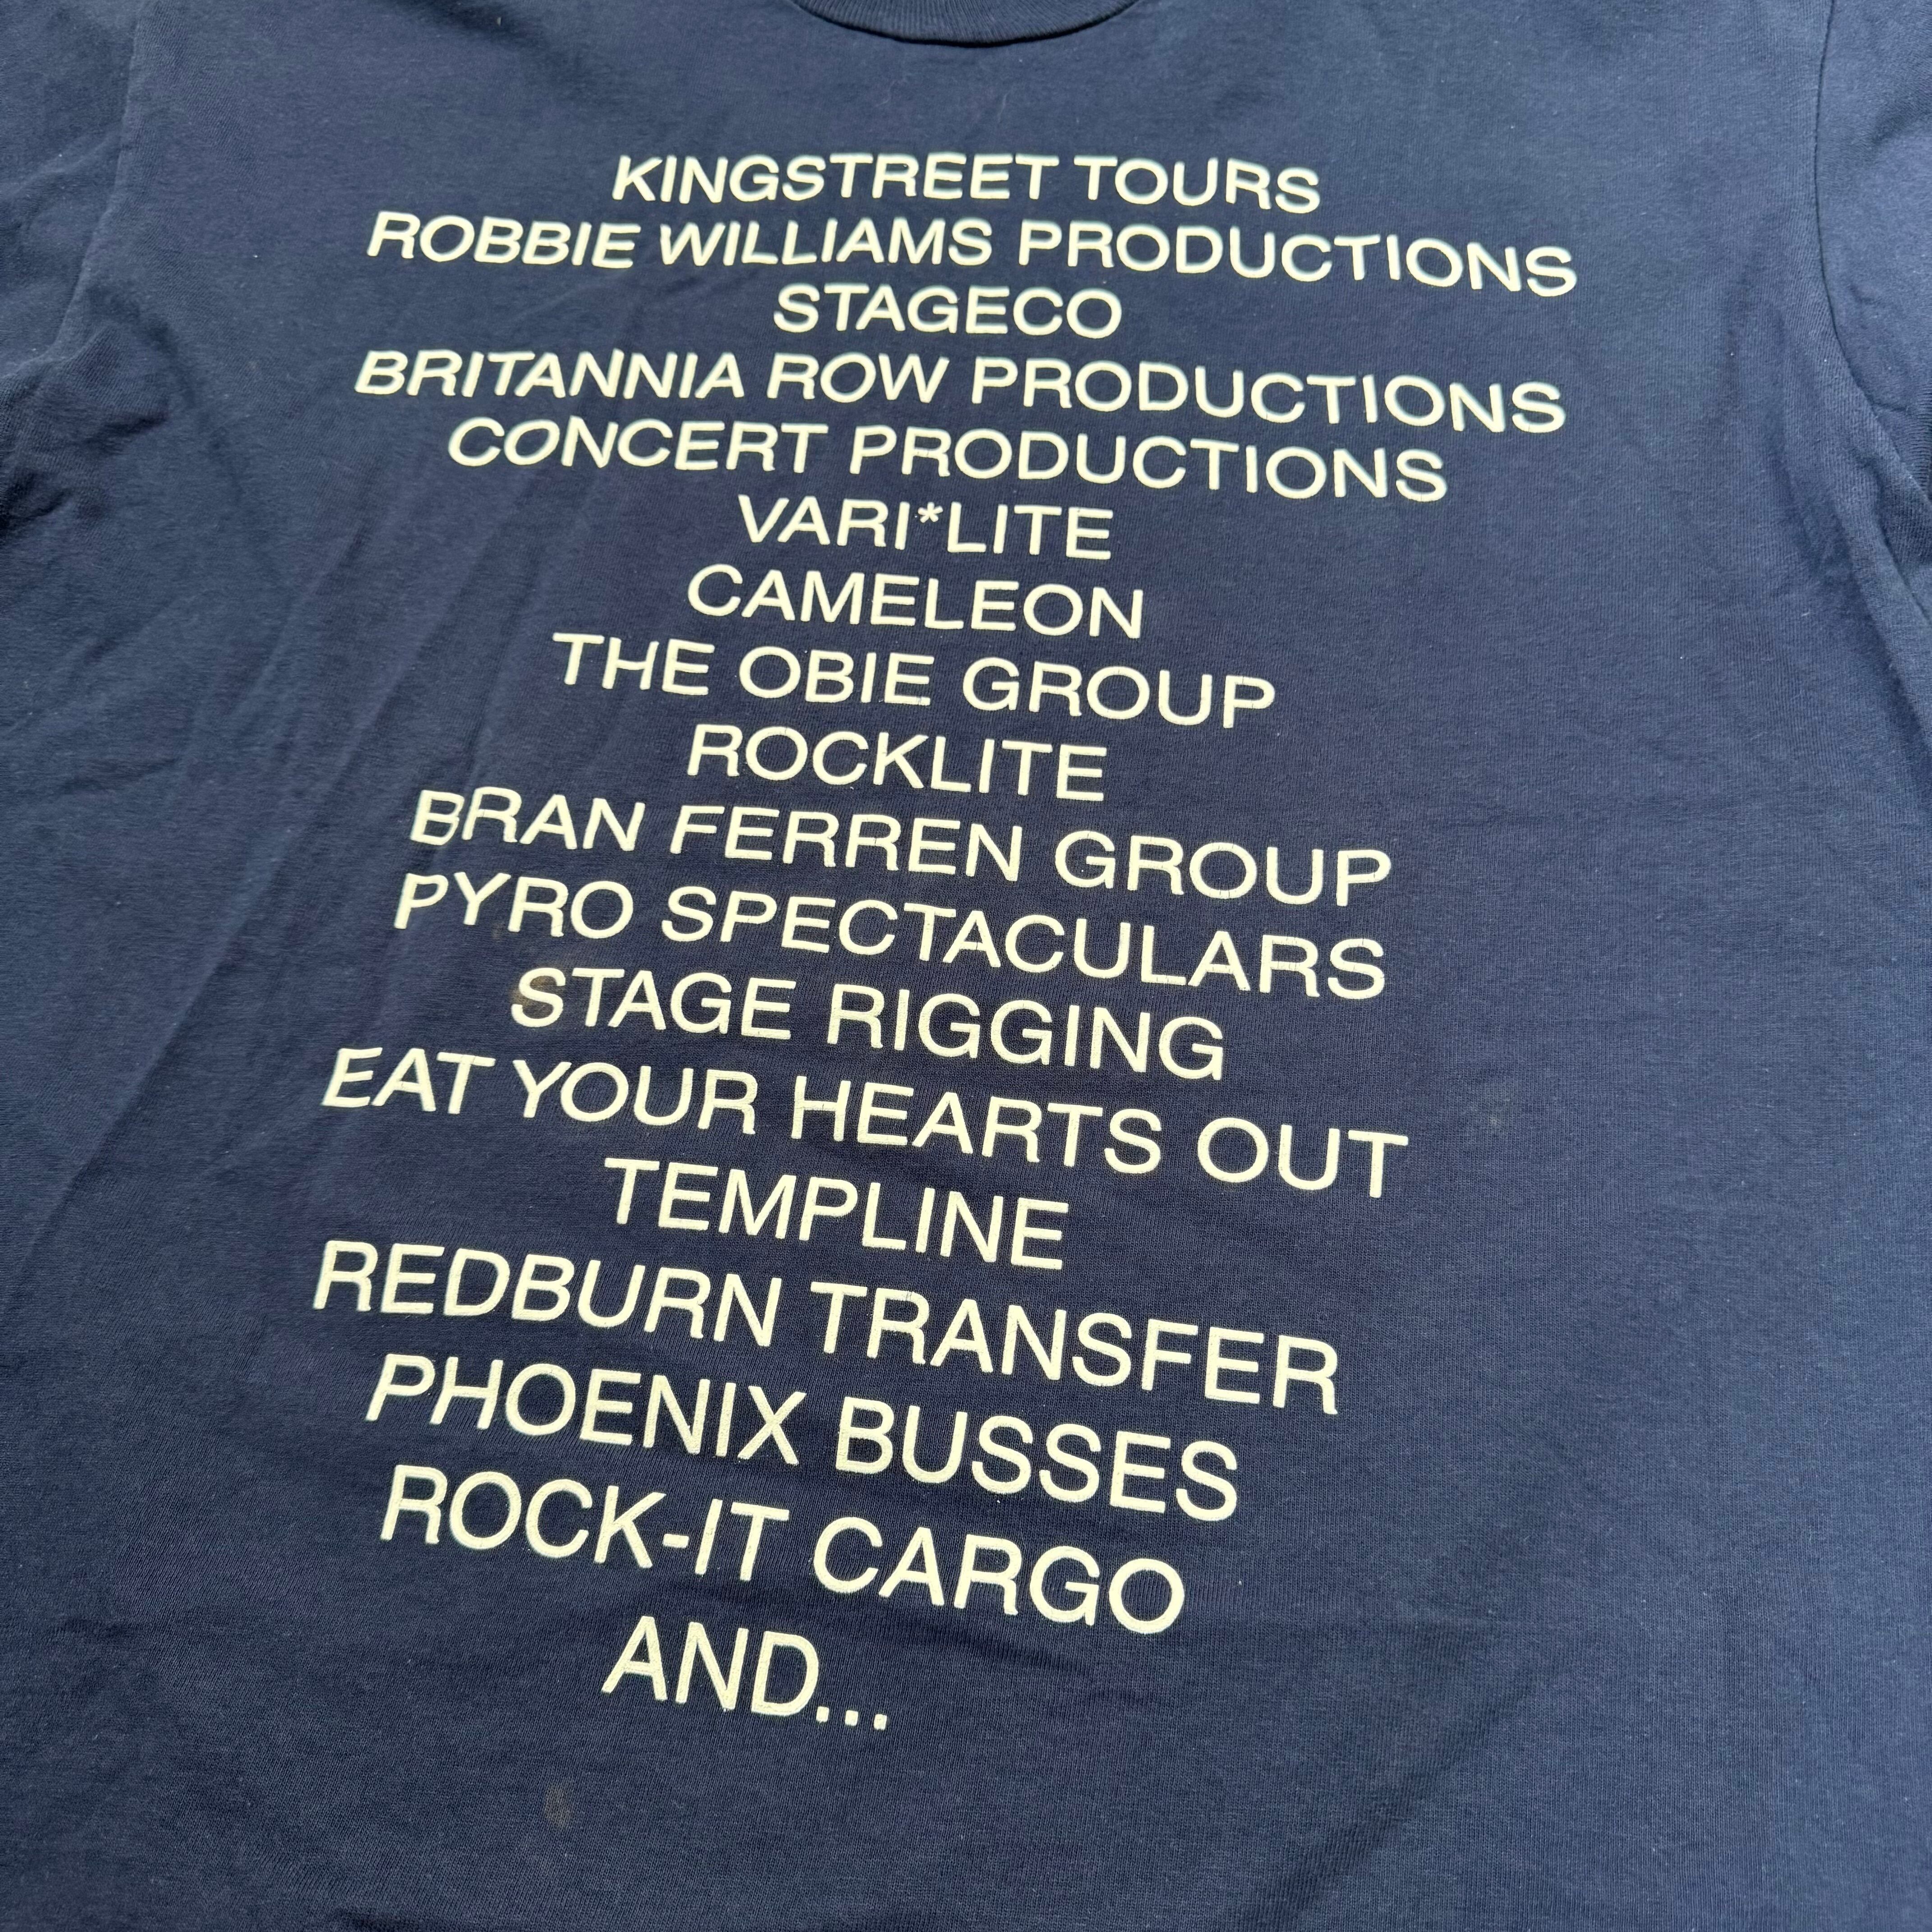 KINGSTREET TOURS
ROBBIE WILLIAMS PRODUCTIONS
STAGECO
BRITANNIA ROW PRODUCTIONS
CONCERT PRODUCTIONS
VARI*LITE
CAMELEON
THE OBIE GROUP
ROCKLITE
BRAN FERREN GROUP
PYRO SPECTACULARS
STAGE RIGGING
EAT YOUR HEARTS OUT
TEMPLINE
REDBURN TRANSFER
PHOENIX BUSSES
ROCK-IT CARGO
AND...